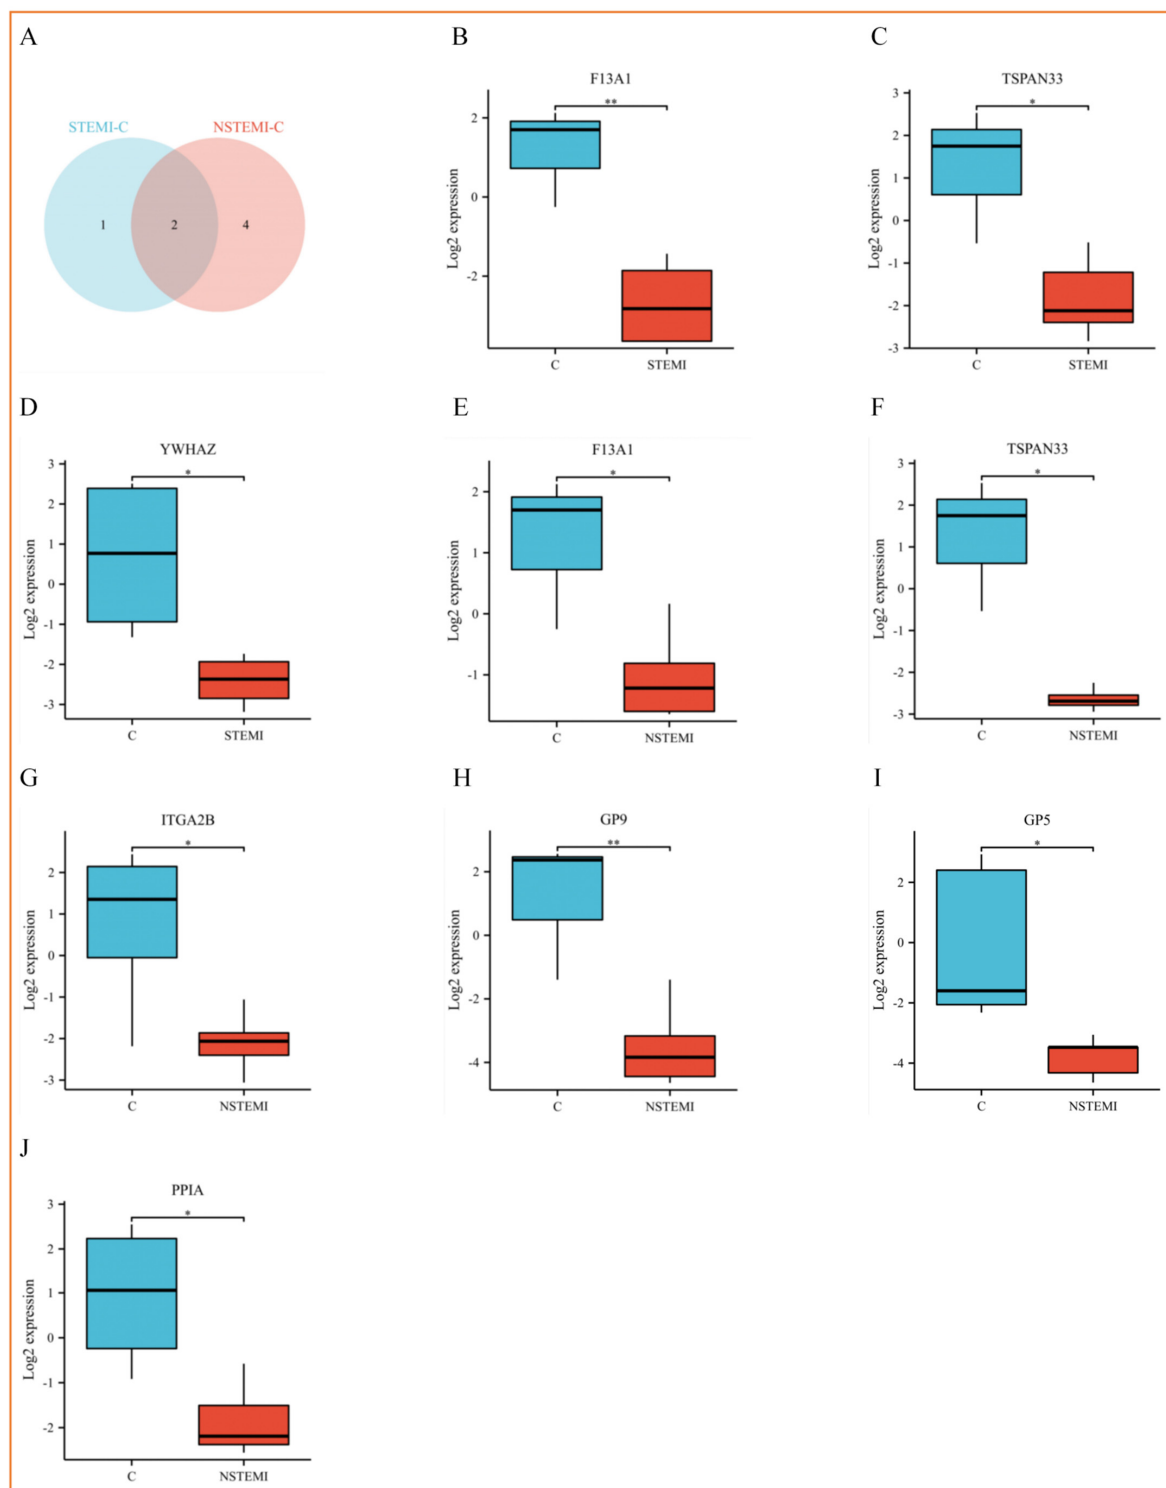 A
STEMI-C
NSTEMI-C
1
2
4
B
F13A1
**
Log2 expression
2
0
-2
C
STEMI
C
TSPAN33
*
Log2 expression
3
2
1
0
-1
-2
-3
C
STEMI
D
YWHAZ
*
Log2 expression
3
2
1
0
-1
-2
-3
C
STEMI
E
F13A1
*
Log2 expression
2
1
0
-1
C
NSTEMI
F
TSPAN33
*
Log2 expression
3
2
1
0
-1
-2
-3
C
NSTEMI
G
ITGA2B
*
Log2 expression
2
1
0
-1
-2
-3
C
NSTEMI
H
GP9
**
Log2 expression
2
0
-2
-4
C
NSTEMI
I
GP5
*
Log2 expression
2
0
-2
-4
C
NSTEMI
J
PPIA
*
Log2 expression
3
2
1
0
-1
-2
C
NSTEMI